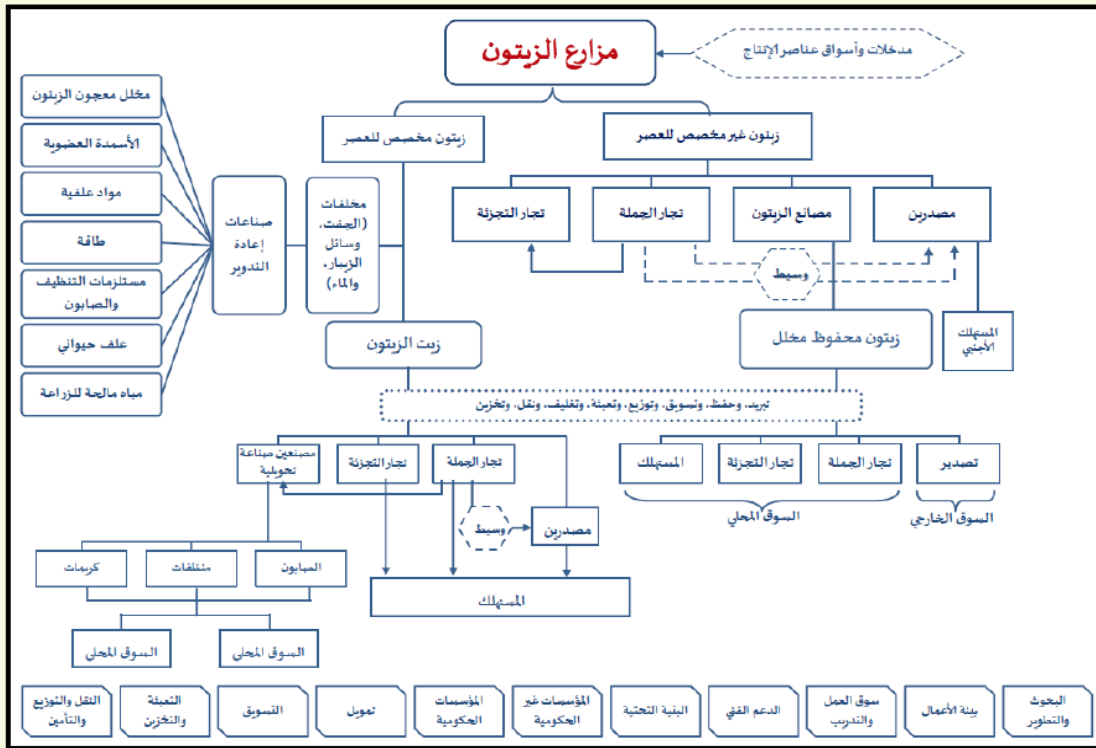 مزارع الزيتون
مدخلات وأسواق عناصر الإنتاج
زيتون غير مخصص للعصر
زيتون مخصص للعصر
مصدرين
مصانع الزيتون
تجار الجملة
تجار التجزئة
وسيط
المستهلك
الأجنبي
زيتون محفوظ مخلل
مخلفات
(الجفت،
وسائل
الزيبار،
والماء)
صناعات
إعادة
التدوير
مخلل معجون الزيتون
الأسمدة العضوية
مواد علفية
طاقة
مستلزمات التنظيف
والصابون
علف حيواني
مياه مالحة للزراعة
زيت الزيتون
تبريد، وحفظ، وتسويق، وتوزيع، وتعبئة، وتغليف، ونقل، وتخزين
تصدير
تجار الجملة
تجار التجزئة
المستهلك
السوق الخارجي
السوق المحلي
تجار الجملة
تجار التجزئة
مصنعين صناعة
تحويلية
وسيط
مصدرين
المستهلك
الصابون
منظفات
كريمات
السوق المحلي
السوق المحلي
البحوث
والتطوير
بيئة الأعمال
سوق العمل
والتدريب
الدعم الفني
البنية التحتية
المؤسسات غير
الحكومية
المؤسسات
الحكومية
تمويل
التسويق
التعبئة
والتخزين
النقل والتوزيع
والتأمين